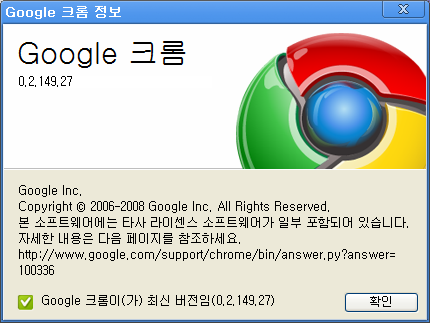 Google 크롬 정보
Google 크롬
0,2,149,27
Google Inc.
Copyright © 2006-2008 Google Inc. All Rights Reserved.
본 소프트웨어에는 타사 라이센스 소프트웨어가 일부 포함되어 있습니다.
자세한 내용은 다음 페이지를 참조하세요.
http://www.google.com/support/chrome/bin/answer.py?answer=
100336
Google 크롬이(가) 최신 버전임(0,2,149,27)
확인